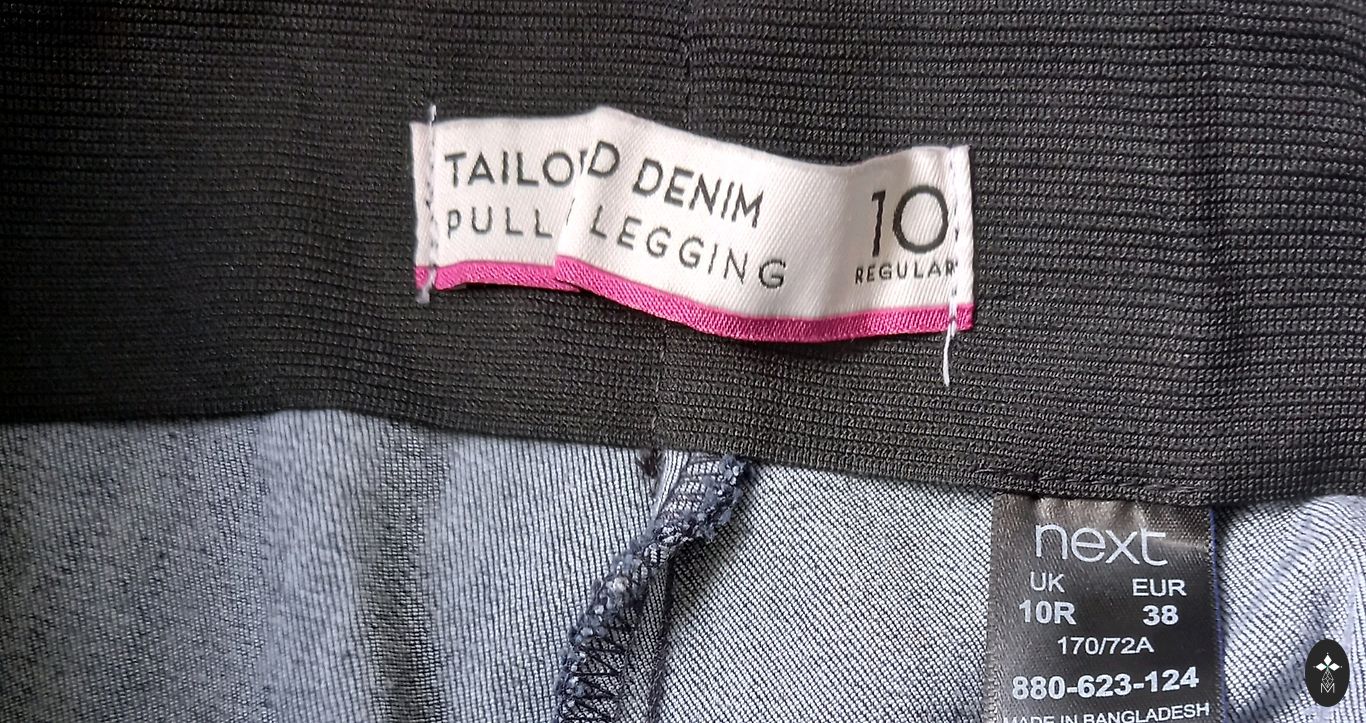 TAILO D DENIM
PULL LEGGING
10
REGULAR
next
UK EUR
10R 38
170/72A
880-623-124
MADE IN BANGLADESH